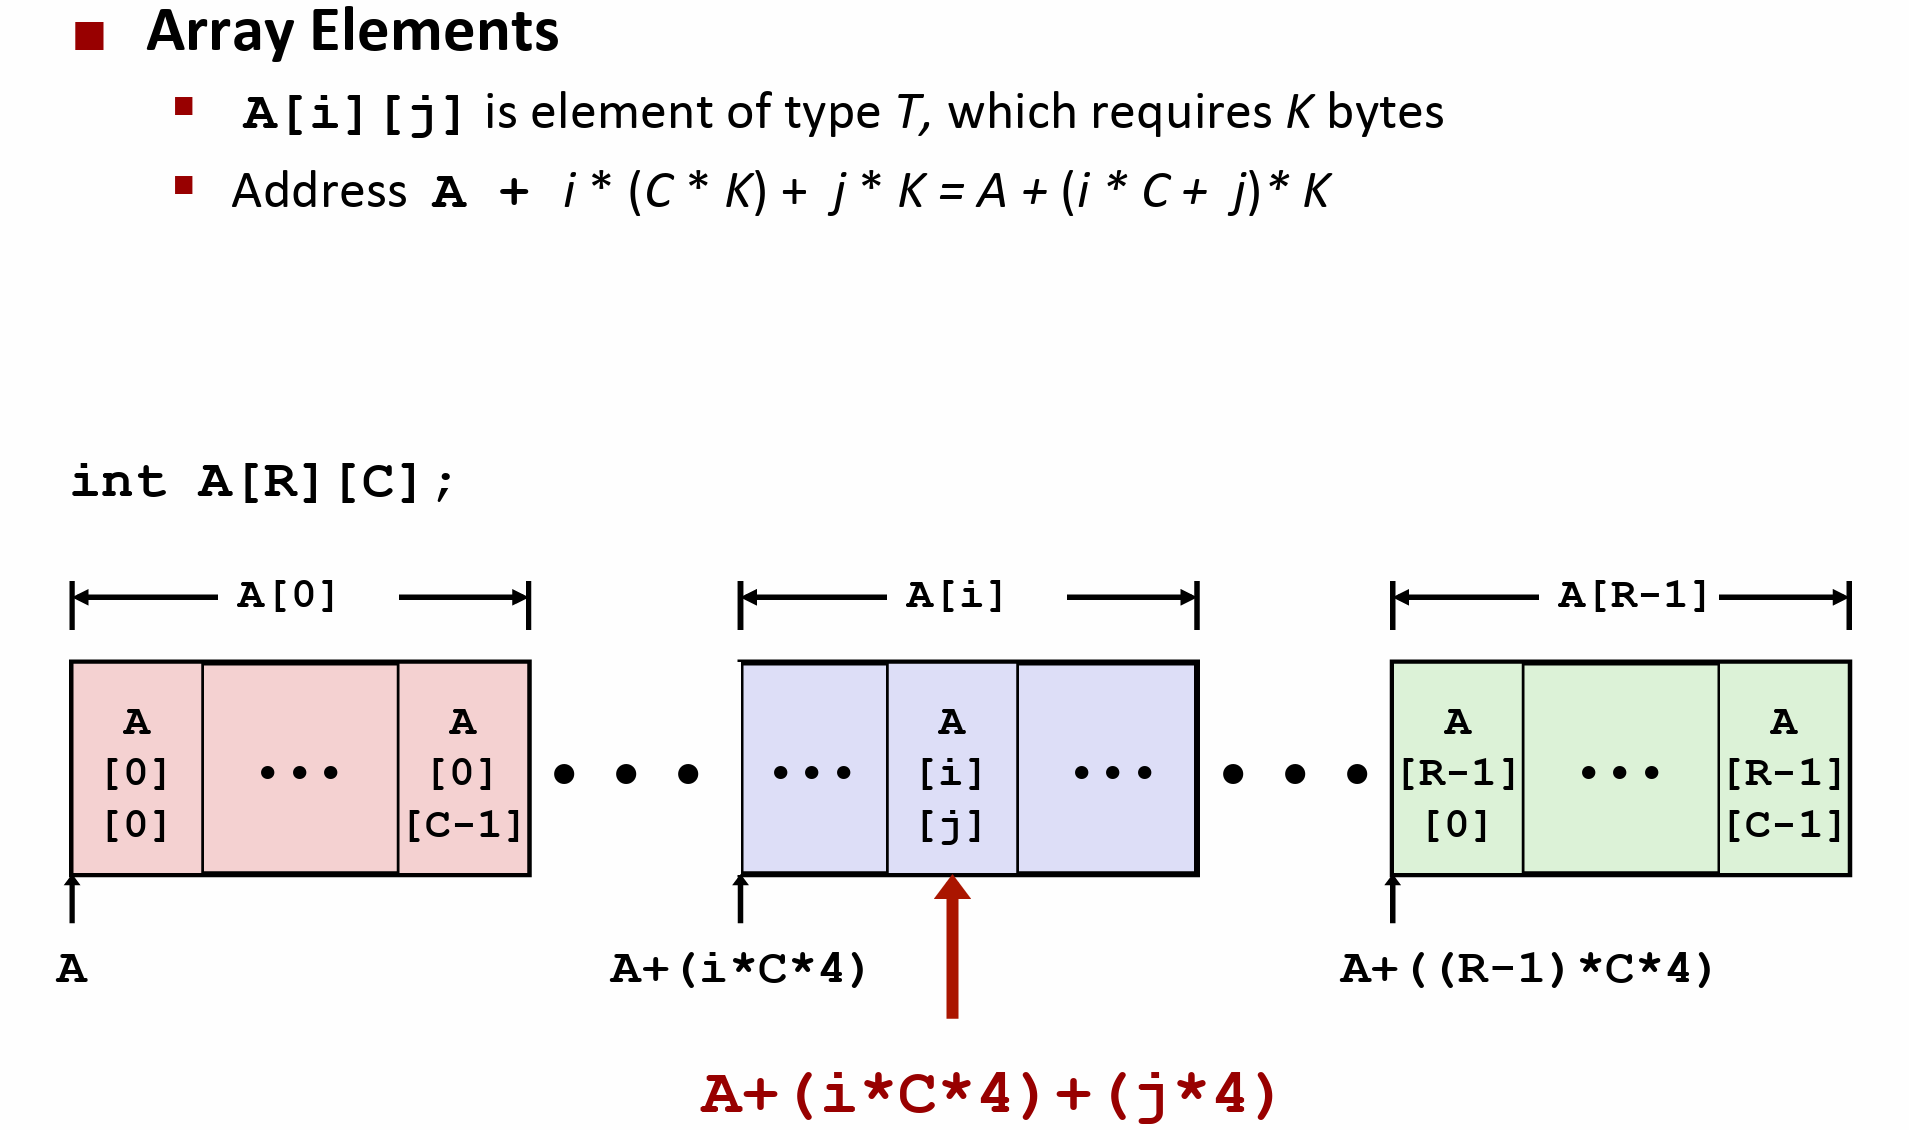 Array Elements
A[i][j] is element of type T, which requires K bytes
Address A + i * (C * K) + j * K = A + (i * C + j)* K
int A[R][C];
A[0] A[i] A[R-1]
A A ••• A A A
[0] ••• [0] • • • ••• [i] ••• • • • [R-1] ••• [R-1]
[0] [C-1] [j] [0] [C-1]
A A+(i*C*4) A+((R-1)*C*4)
A+(i*C*4)+(j*4)